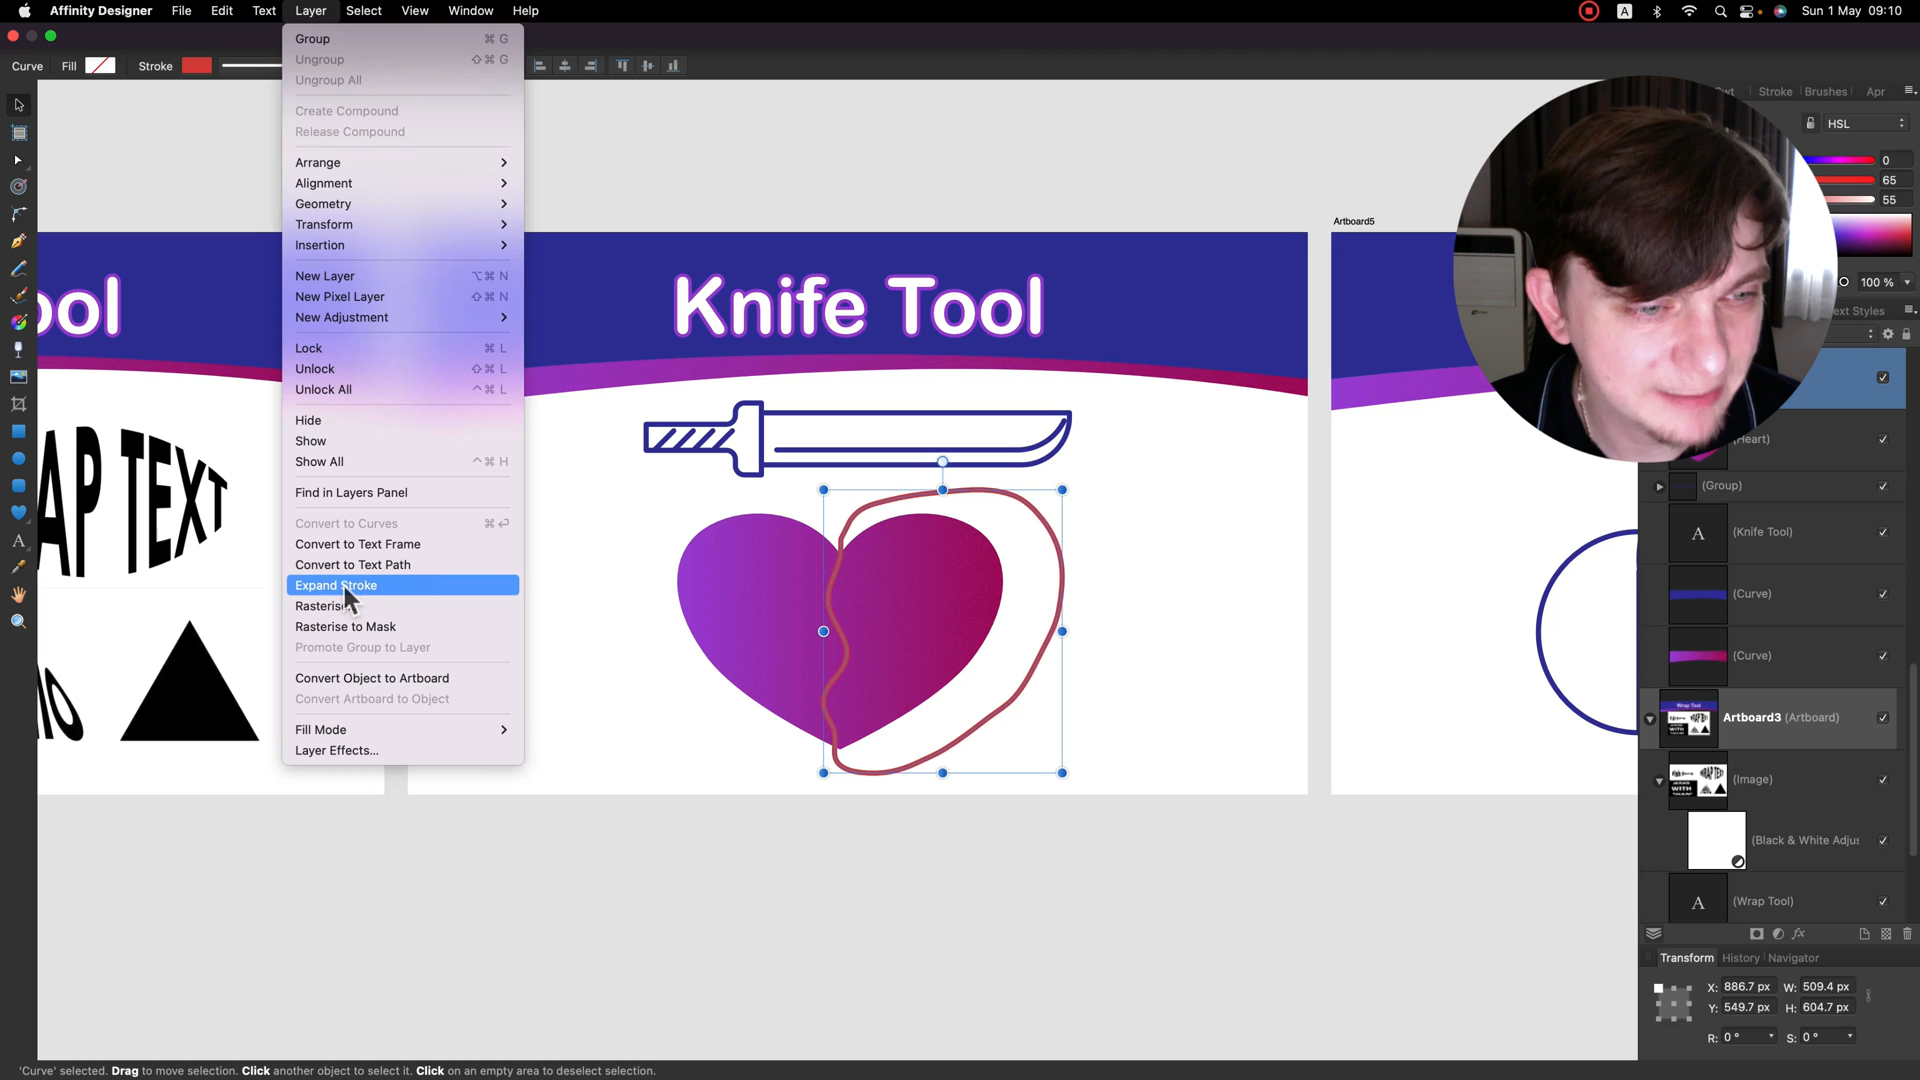 Affinity Designer File Edit Text Layer Select View Window Help A Sun 1 May 09:10
Curve Fill Stroke
Group ⌘ G
Ungroup ⇧⌘ G
Ungroup All
Create Compound
Release Compound
Arrange
Alignment
Geometry
Transform
Insertion
New Layer ⌥⌘ N
New Pixel Layer ⇧⌘ N
New Adjustment
Lock ⌘ L
Unlock ⇧⌘ L
Unlock All ^⌘ L
Hide
Show
Show All ^⌘ H
Find in Layers Panel
Convert to Curves ⌘ ⏎
Convert to Text Frame
Convert to Text Path
Expand Stroke
Rasterise
Rasterise to Mask
Promote Group to Layer
Convert Object to Artboard
Convert Artboard to Object
Fill Mode
Layer Effects...
ool
AP TEXT
Knife Tool
Artboard5
Stroke Brushes Apr
HSL
0
65
55
100 %
ext Styles
(Heart)
(Group)
A (Knife Tool)
(Curve)
(Curve)
Artboard3 (Artboard)
(Image)
(Black & White Adjus
A (Wrap Tool)
fx
Transform History Navigator
X: 886.7 px W: 509.4 px
Y: 549.7 px H: 604.7 px
R: 0 ° S: 0 °
'Curve' selected. Drag to move selection. Click another object to select it. Click on an empty area to deselect selection.